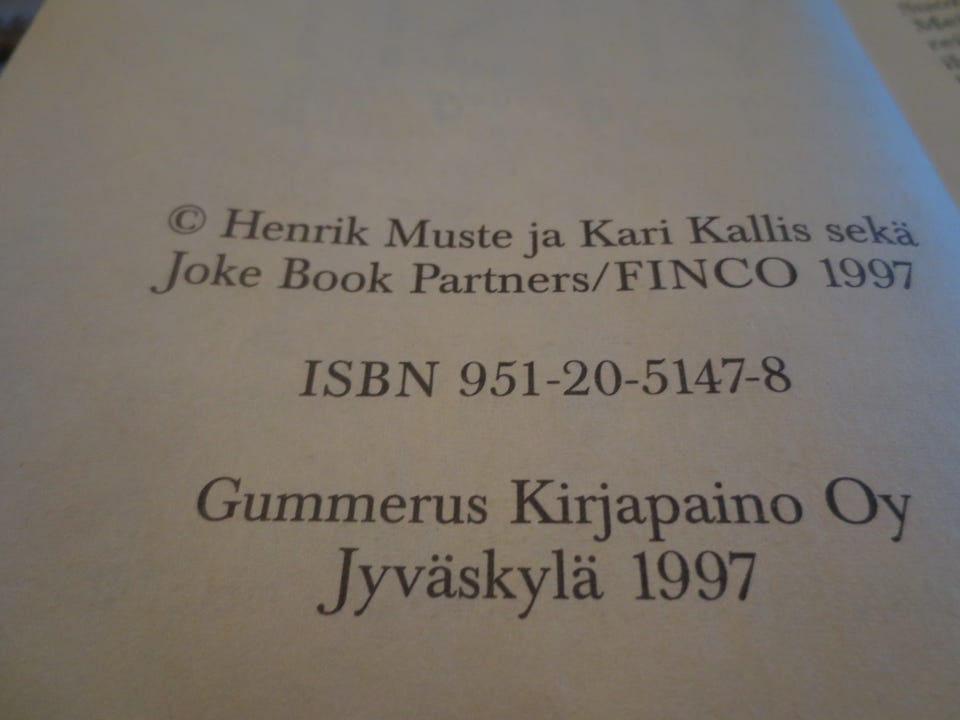 © Henrik Muste ja Kari Kallis sekä
Joke Book Partners/FINCO 1997
ISBN 951-20-5147-8
Gummerus Kirjapaino Oy
Jyväskylä 1997